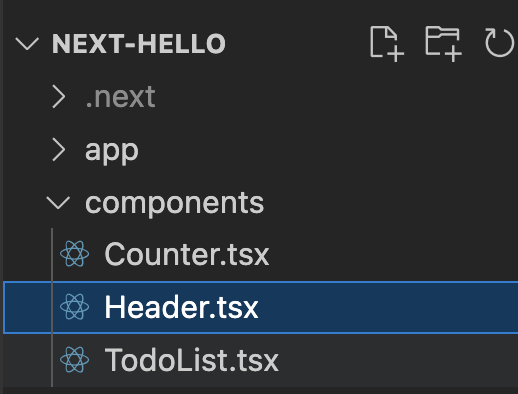 NEXT-HELLO
.next
app
components
Counter.tsx
Header.tsx
TodoList.tsx